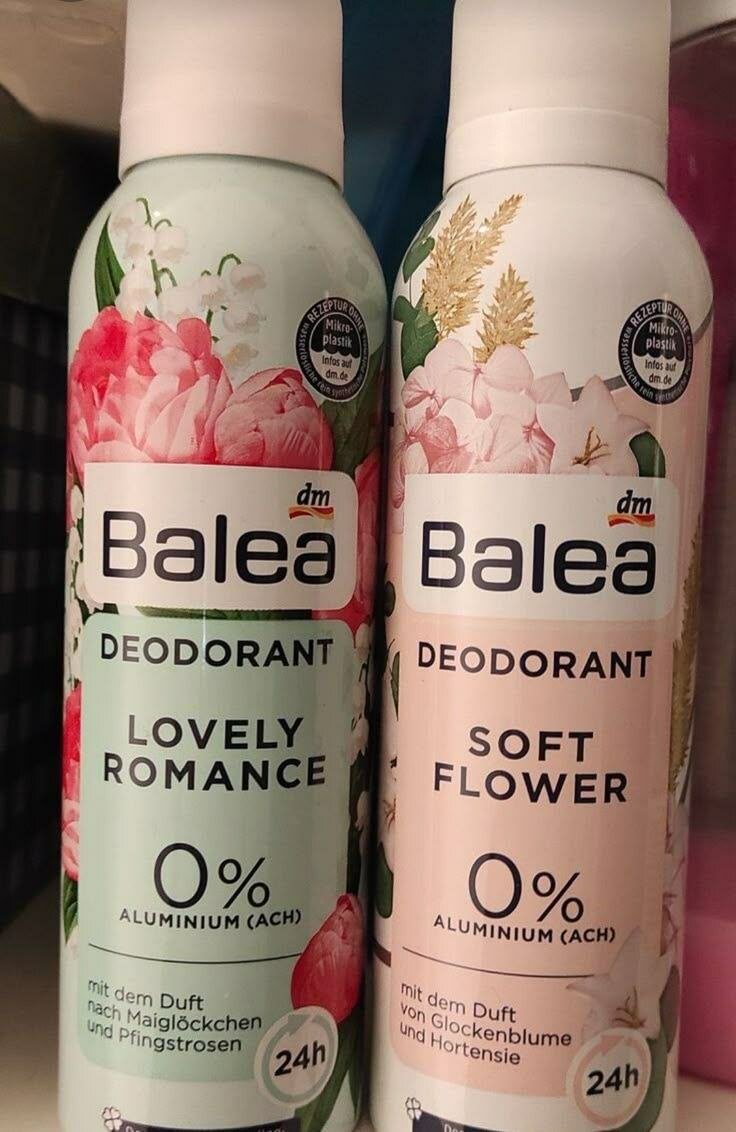 REZEPTUR OHNE
Mikro-
plastik
Infos auf
dm.de
dm
Balea
DEODORANT
LOVELY
ROMANCE
0%
ALUMINIUM (ACH)
mit dem Duft
nach Maiglöckchen
und Pfingstrosen
24h
REZEPTUR OHNE
Mikro-
plastik
Infos auf
dm.de
dm
Balea
DEODORANT
SOFT
FLOWER
0%
ALUMINIUM (ACH)
mit dem Duft
von Glockenblume
und Hortensie
24h